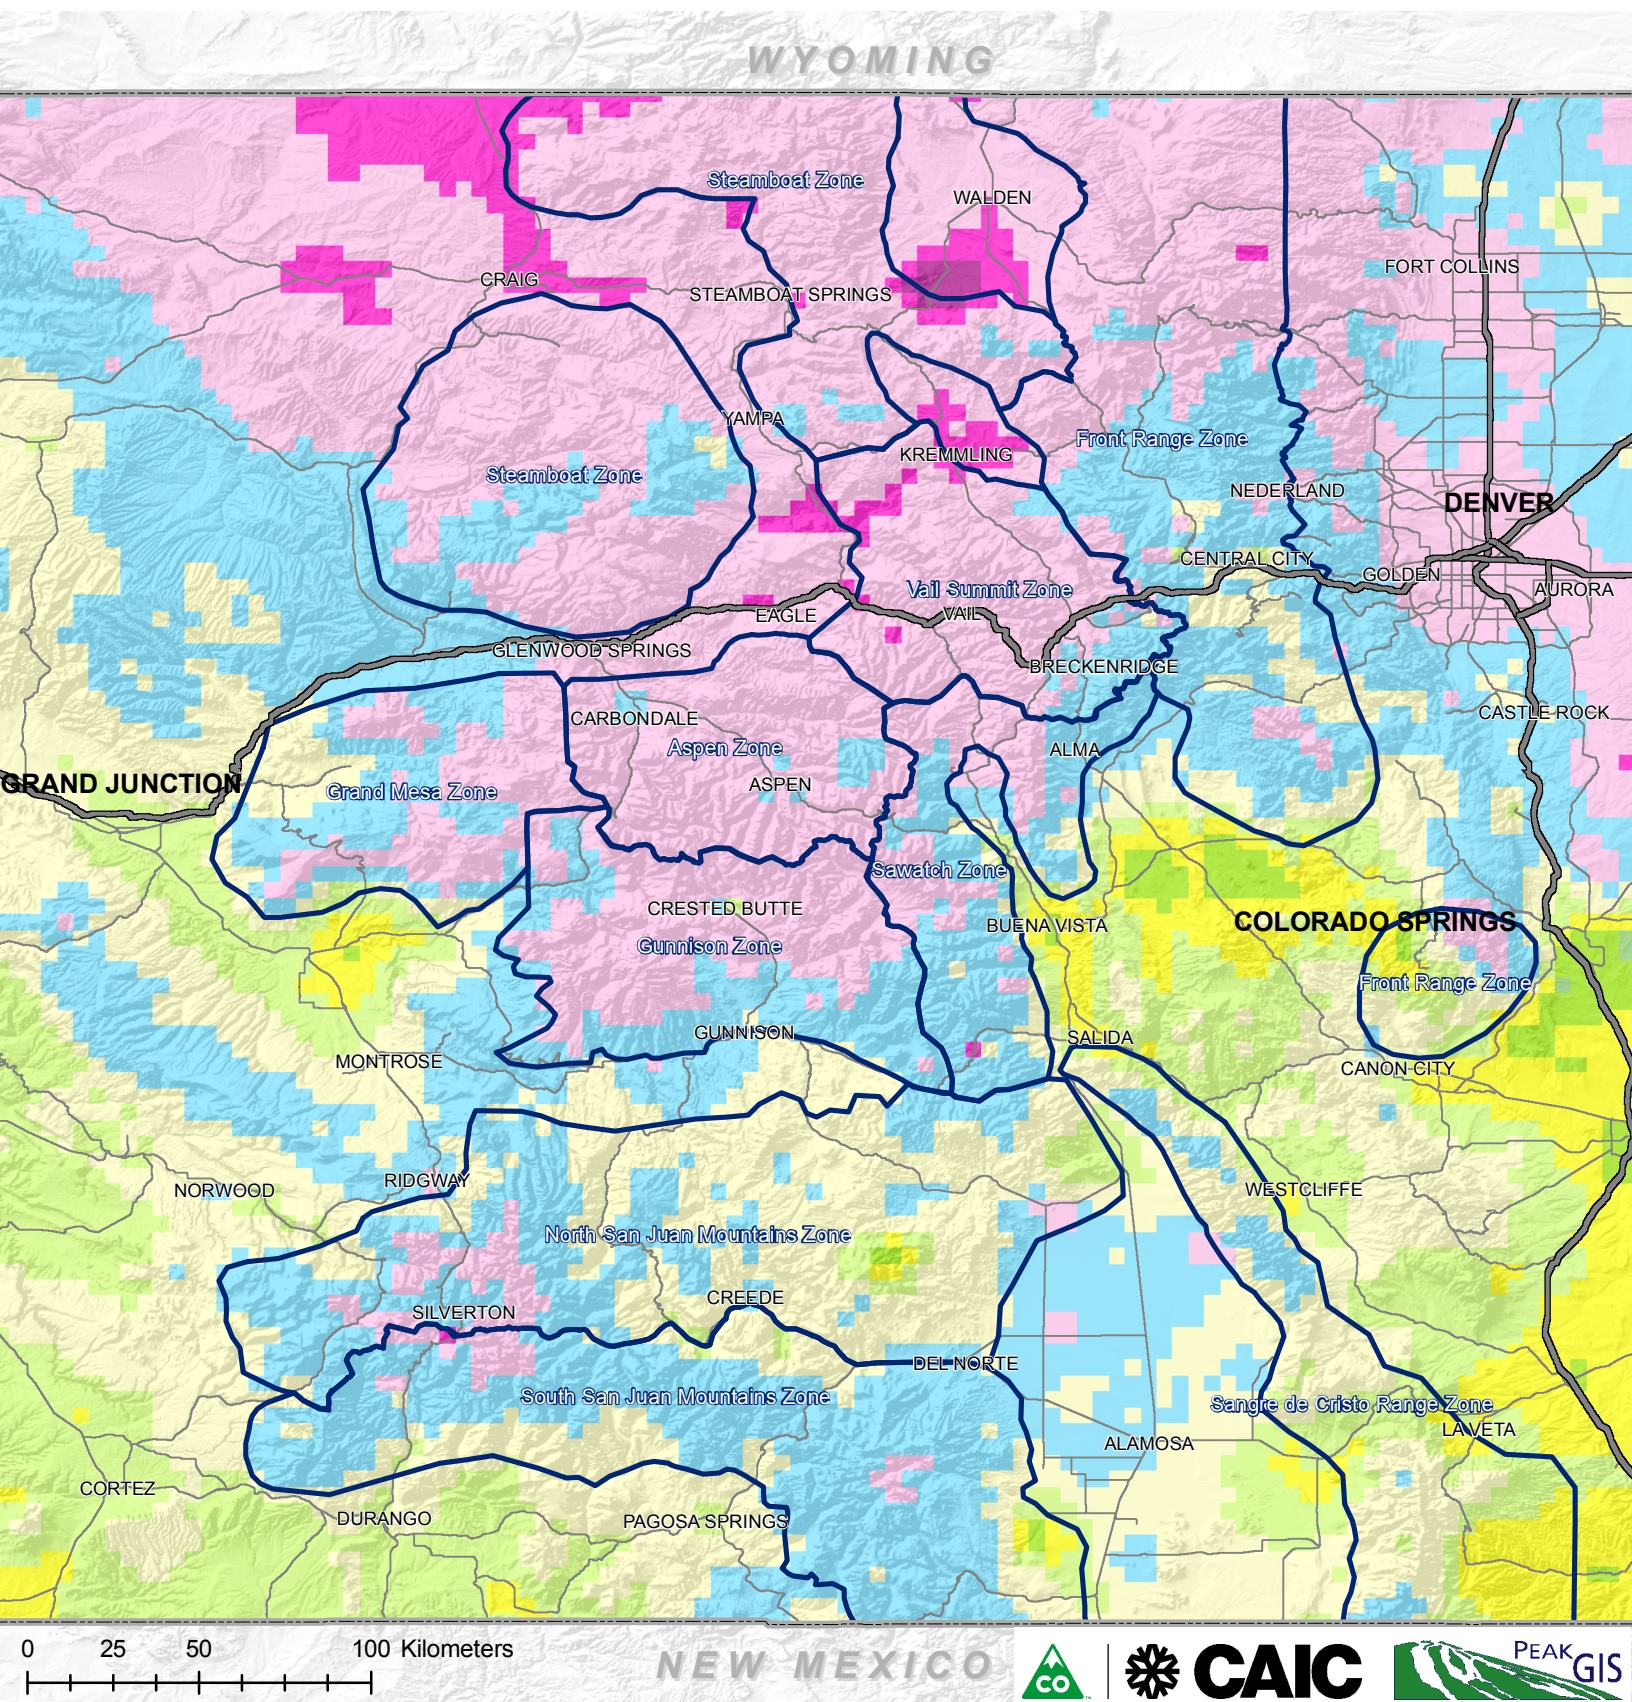 WYOMING
Steamboat Zone
WALDEN
FORT COLLINS
CRAIG
STEAMBOAT SPRINGS
YAMPA
Front Range Zone
KREMMLING
Steamboat Zone
NEDERLAND
DENVER
CENTRAL CITY
GOLDEN
AURORA
Vail Summit Zone
EAGLE
VAIL
GLENWOOD SPRINGS
BRECKENRIDGE
CARBONDALE
CASTLE ROCK
Aspen Zone
ALMA
GRAND JUNCTION
Grand Mesa Zone
ASPEN
Sawatch Zone
CRESTED BUTTE
BUENA VISTA
COLORADO SPRINGS
Gunnison Zone
Front Range Zone
GUNNISON
SALIDA
MONTROSE
CANON CITY
RIDGWAY
NORWOOD
WESTCLIFFE
North San Juan Mountains Zone
CREEDE
SILVERTON
DEL NORTE
South San Juan Mountains Zone
Sangre de Cristo Range Zone
LA VETA
ALAMOSA
CORTEZ
DURANGO
PAGOSA SPRINGS
0 25 50 100 Kilometers
NEW MEXICO
CO
CAIC
PEAK GIS